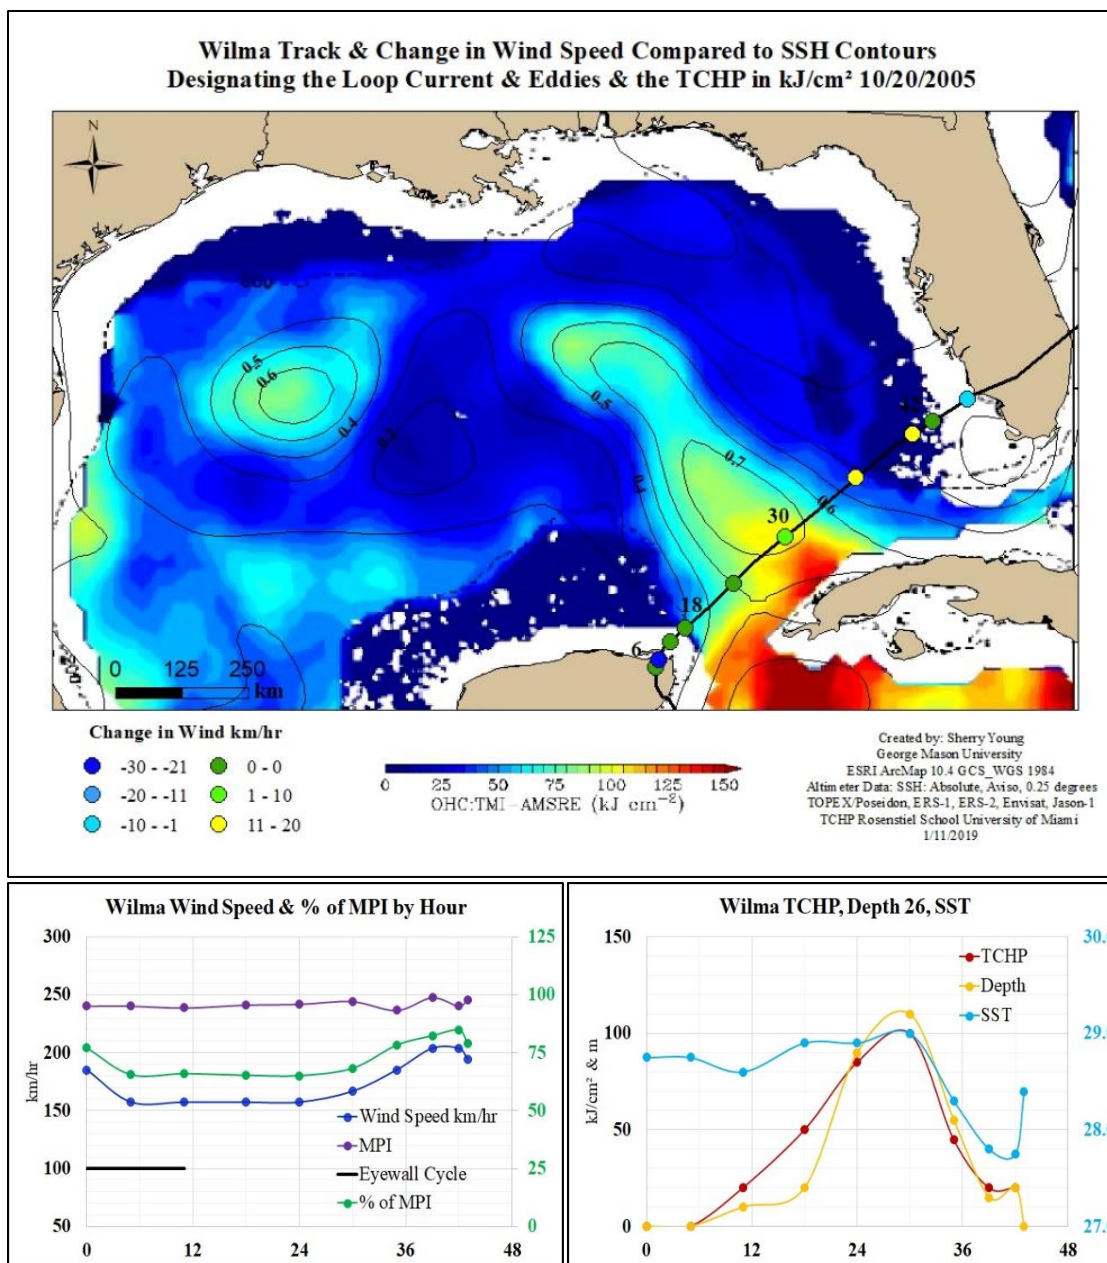 Wilma Track & Change in Wind Speed Compared to SSH Contours
Designating the Loop Current & Eddies & the TCHP in kJ/cm² 10/20/2005
N
0.5
0.6
0.4
0.5
0.7
0.6
30
18
6
0 125 250
km
Change in Wind km/hr
-30 - -21
0 - 0
-20 - -11
1 - 10
-10 - -1
11 - 20
0 25 50 75 100 125 150
OHC:TMI-AMSRE (kJ cm⁻²)
Created by: Sherry Young
George Mason University
ESRI ArcMap 10.4 GCS_WGS 1984
Altimeter Data: SSH: Absolute, Aviso, 0.25 degrees
TOPEX/Poseidon, ERS-1, ERS-2, Envisat, Jason-1
TCHP Rosenstiel School University of Miami
1/11/2019
Wilma Wind Speed & % of MPI by Hour
300
250
200
150
100
50
km/hr
125
100
75
50
25
0
Wind Speed km/hr
MPI
Eyewall Cycle
% of MPI
0 12 24 36 48
Wilma TCHP, Depth 26, SST
150
100
50
0
kJ/cm² & m
30.
29.
28.
27.
TCHP
Depth
SST
0 12 24 36 48